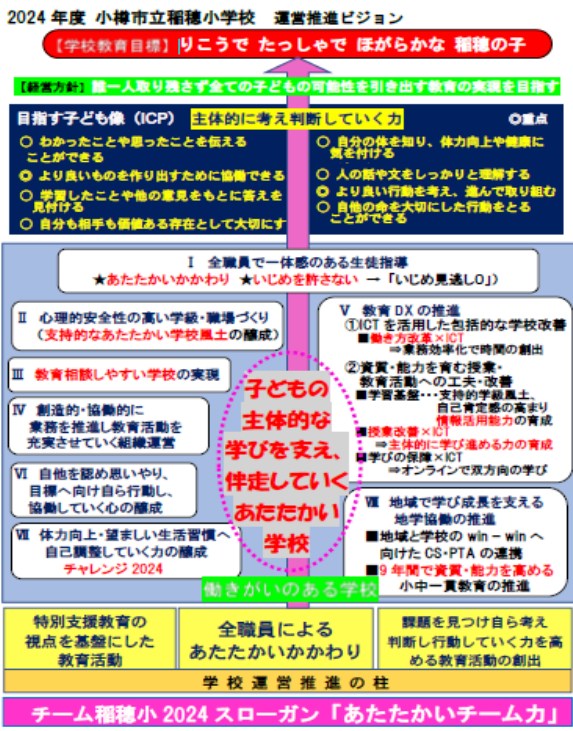 2024年度 小樽市立稲穂小学校 運営推進ビジョン
【学校教育目標】りこうで たっしゃで ほがらかな 稲穂の子
【経営方針】誰一人取り残さず全ての子どもの可能性を引き出す教育の実現を目指す
目指す子ども像（ICP） 主体的に考え判断していく力 ◎重点
○ わかったことや思ったことを伝える
ことができる
◎ より良いものを作り出すために協働できる
○ 学習したことや他の意見をもとに答えを
見付ける
○ 自分も相手も価値ある存在として大切にす
○ 自分の体を知り、体力向上や健康に
気を付ける
○ 人の話や文をしっかりと理解する
◎ より良い行動を考え、進んで取り組む
○ 自他の命を大切にした行動をとる
ことができる
Ⅰ 全職員で一体感のある生徒指導
★あたたかいかかわり ★いじめを許さない → 「いじめ見逃し0」）
Ⅱ 心理的安全性の高い学級・職場づくり
（支持的なあたたかい学校風土の醸成）
Ⅲ 教育相談しやすい学校の実現
Ⅳ 創造的・協働的に
業務を推進し教育活動を
充実させていく組織運営
Ⅵ 自他を認め思いやり、
目標へ向け自ら行動し、
協働していく心の醸成
Ⅶ 体力向上・望ましい生活習慣へ
自己調整していく力の醸成
チャレンジ2024
子どもの
主体的な
学びを支え、
伴走していく
あたたかい
学校
Ⅴ 教育DXの推進
①ICTを活用した包括的な学校改善
■働き方改革×ICT
⇒業務効率化で時間の創出
②資質・能力を育む授業・
教育活動への工夫・改善
■学習基盤･･･支持的学級風土、
自己肯定感の高まり
情報活用能力の育成
■授業改善×ICT
⇒主体的に学び進める力の育成
■学びの保障×ICT
⇒オンラインで双方向の学び
Ⅷ 地域で学び成長を支える
地学協働の推進
■地域と学校のwin－winへ
向けたCS・PTAの連携
■9年間で資質・能力を高める
小中一貫教育の推進
働きがいのある学校
特別支援教育の
視点を基盤にした
教育活動
全職員による
あたたかいかかわり
課題を見つけ自ら考え
判断し行動していく力を高
める教育活動の創出
学校運営推進の柱
チーム稲穂小2024スローガン「あたたかいチーム力」